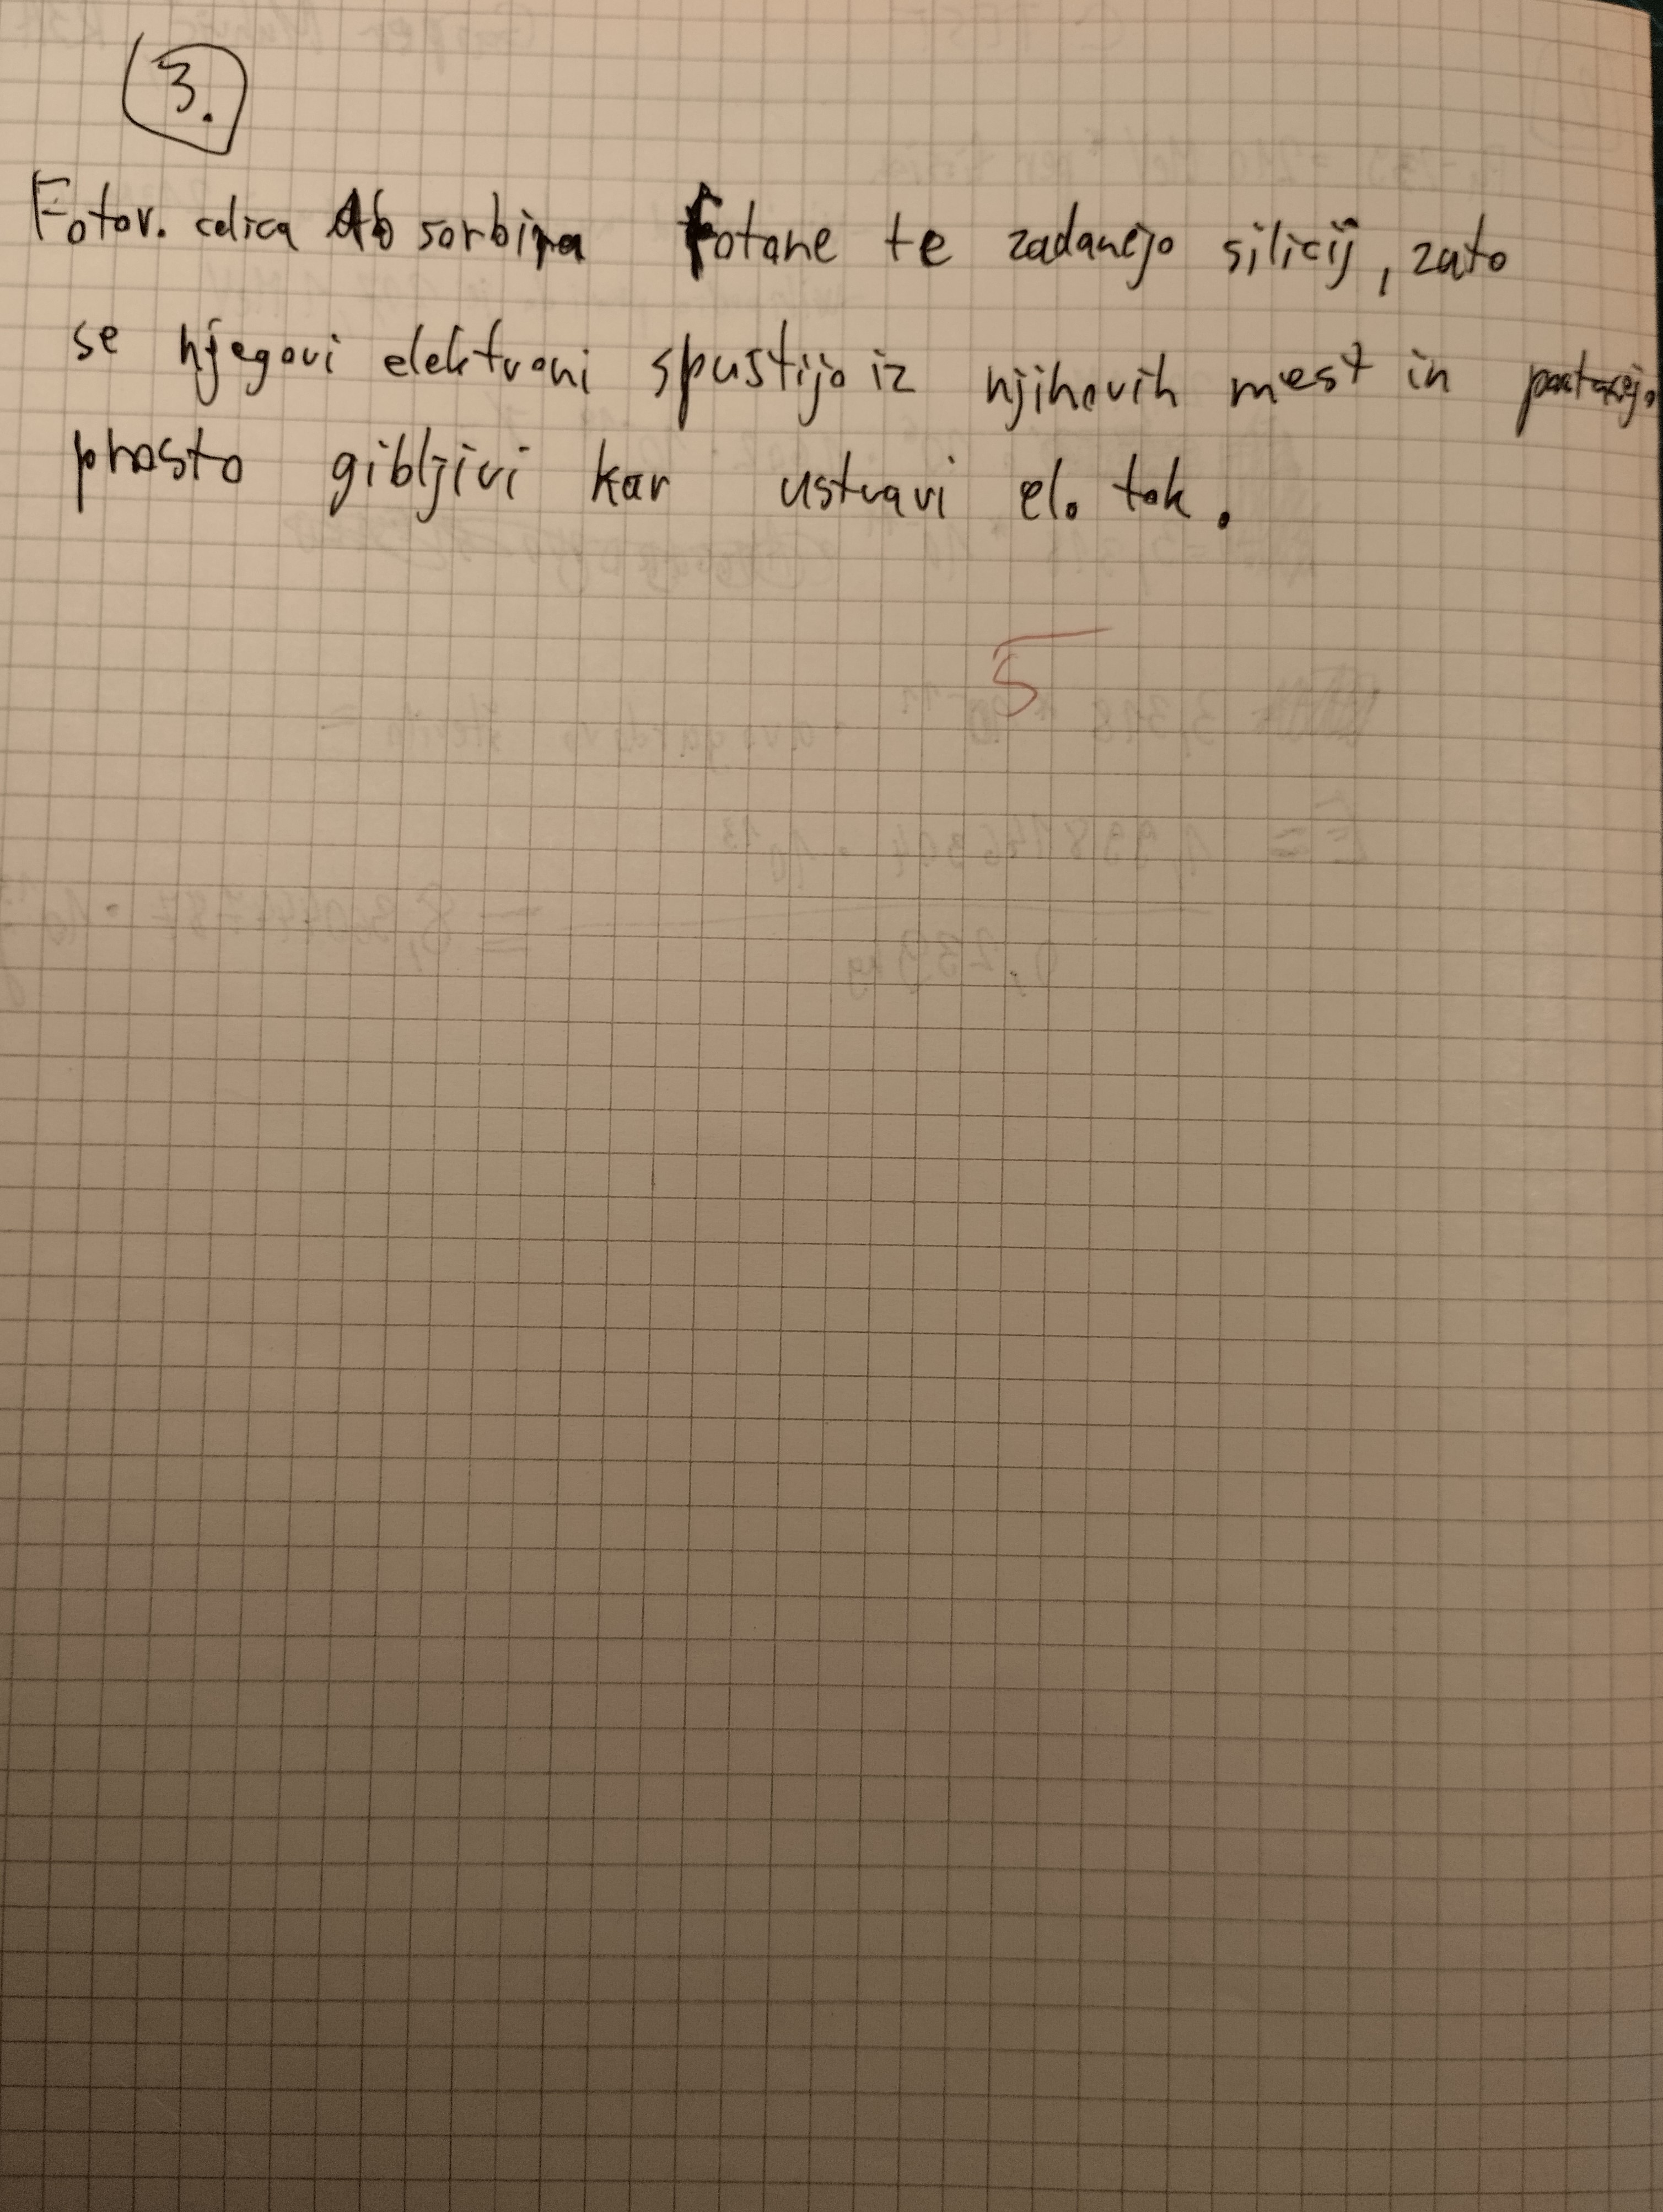 3.
Fotov. celica Absorbira fotone te zadanejo silicij, zato
se njegovi elektroni spustijo iz njihovih mest in
prosto gibljivi kar ustvari el. tok.
5